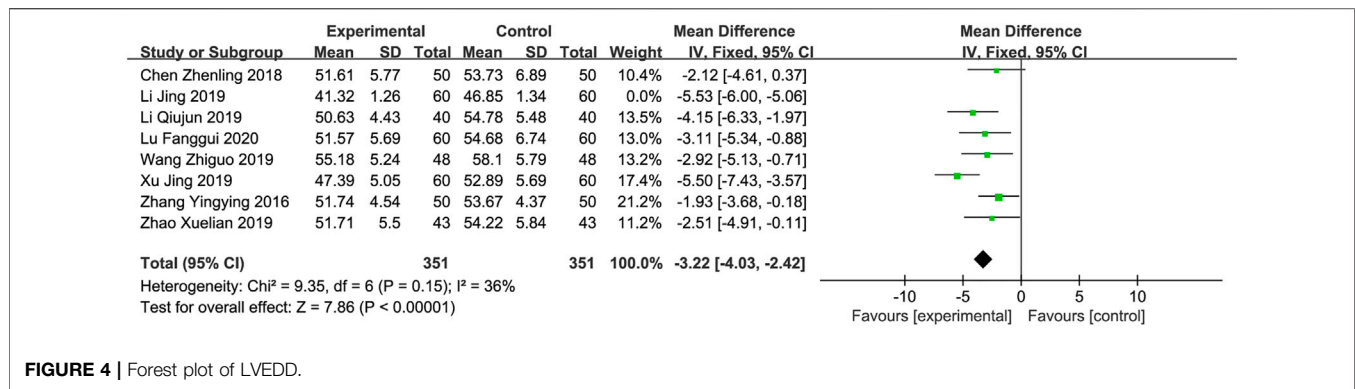 Experimental Control Mean Difference Mean Difference
Study or Subgroup Mean SD Total Mean SD Total Weight IV, Fixed, 95% CI IV, Fixed, 95% CI
Chen Zhenling 2018 51.61 5.77 50 53.73 6.89 50 10.4% -2.12 [-4.61, 0.37]
Li Jing 2019 41.32 1.26 60 46.85 1.34 60 0.0% -5.53 [-6.00, -5.06]
Li Qiujun 2019 50.63 4.43 40 54.78 5.48 40 13.5% -4.15 [-6.33, -1.97]
Lu Fanggui 2020 51.57 5.69 60 54.68 6.74 60 13.0% -3.11 [-5.34, -0.88]
Wang Zhiguo 2019 55.18 5.24 48 58.1 5.79 48 13.2% -2.92 [-5.13, -0.71]
Xu Jing 2019 47.39 5.05 60 52.89 5.69 60 17.4% -5.50 [-7.43, -3.57]
Zhang Yingying 2016 51.74 4.54 50 53.67 4.37 50 21.2% -1.93 [-3.68, -0.18]
Zhao Xuelian 2019 51.71 5.5 43 54.22 5.84 43 11.2% -2.51 [-4.91, -0.11]
Total (95% CI) 351 351 100.0% -3.22 [-4.03, -2.42]
Heterogeneity: Chi² = 9.35, df = 6 (P = 0.15); I² = 36%
Test for overall effect: Z = 7.86 (P < 0.00001)
-10 -5 0 5 10
Favours [experimental] Favours [control]
FIGURE 4 | Forest plot of LVEDD.